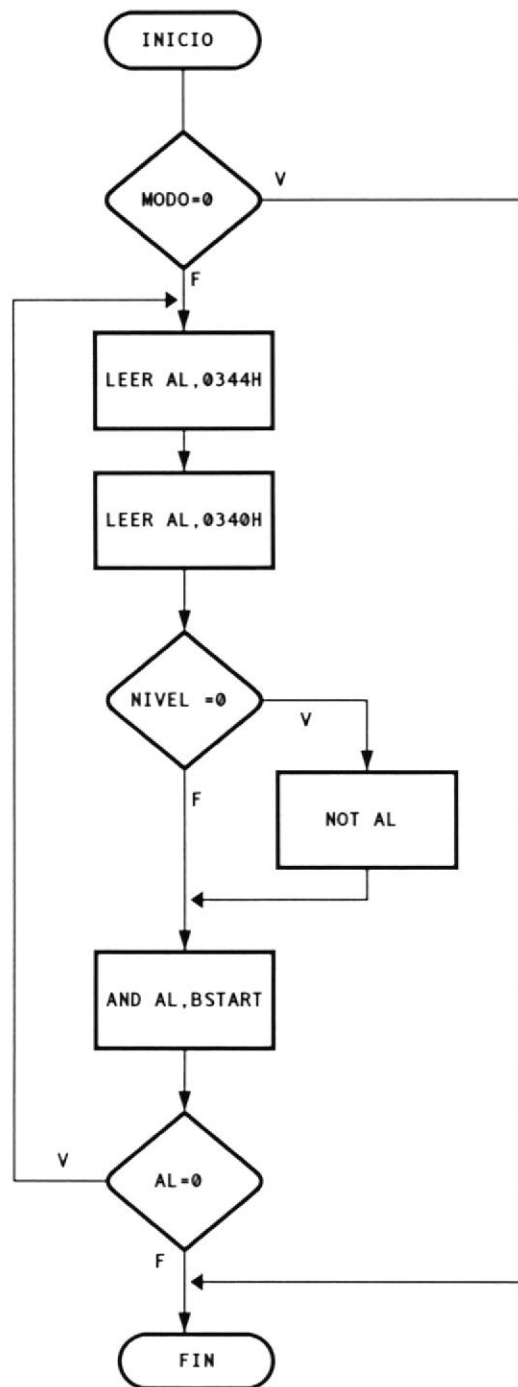 INICIO
V
MODO=0
F
LEER AL,0344H
LEER AL,0340H
NIVEL =0
V
F
NOT AL
AND AL,BSTART
V
AL=0
F
FIN